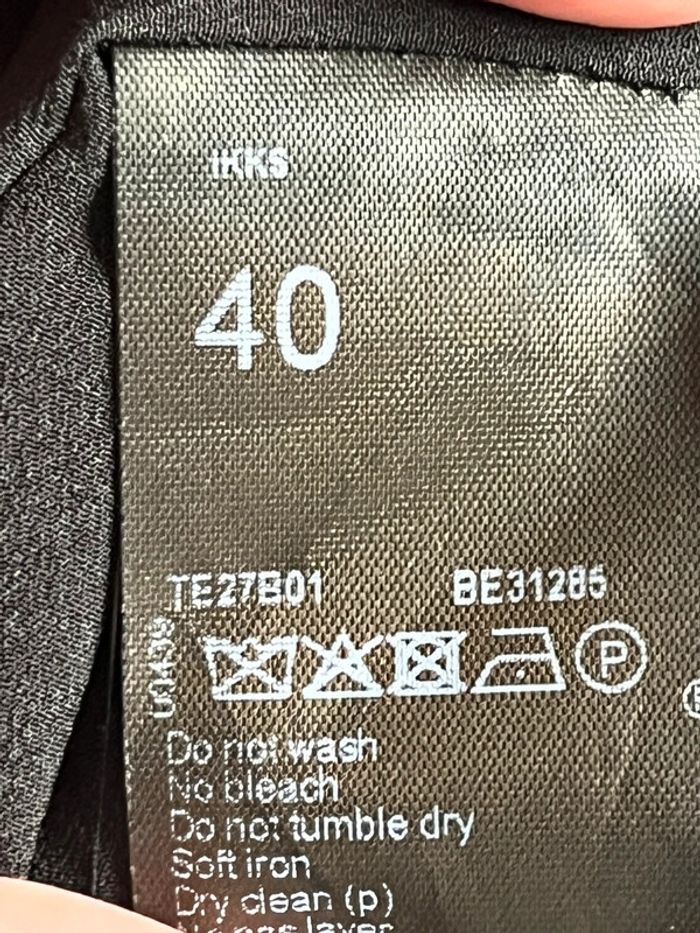 IKKS
40
TE27B01 BE31285
P
Do not wash
No bleach
Do not tumble dry
Soft iron
Dry clean (p)